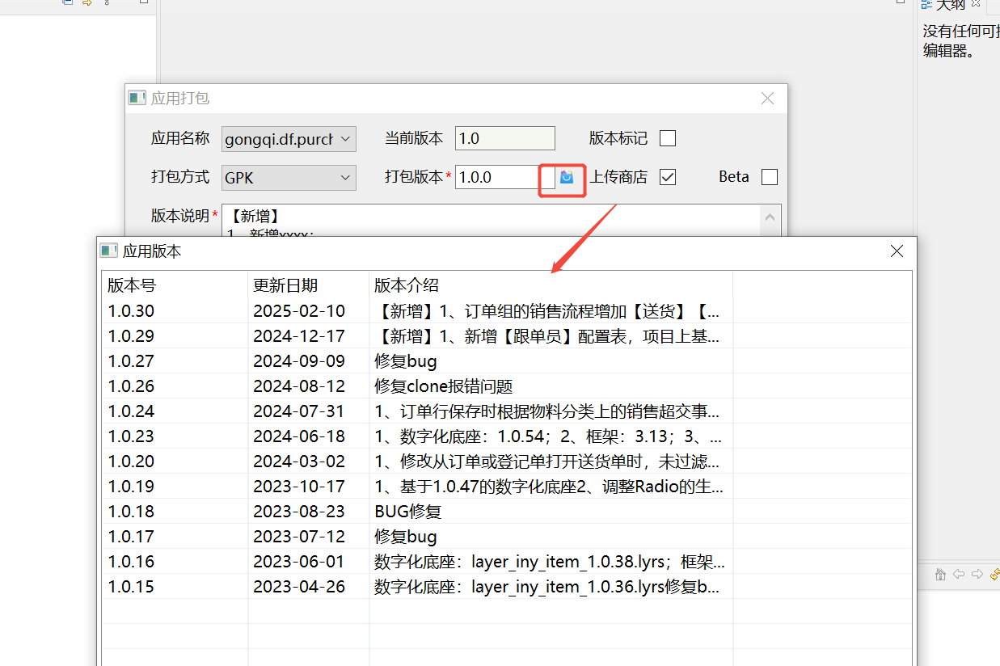 大纲
没有任何可
编辑器。
应用打包
应用名称 gongqi.df.purch 当前版本 1.0 版本标记
打包方式 GPK 打包版本* 1.0.0 上传商店 Beta
版本说明* 【新增】
1、新增xxxx;
应用版本
版本号 更新日期 版本介绍
1.0.30 2025-02-10 【新增】1、订单组的销售流程增加【送货】【...
1.0.29 2024-12-17 【新增】1、新增【跟单员】配置表，项目上基...
1.0.27 2024-09-09 修复bug
1.0.26 2024-08-12 修复clone报错问题
1.0.24 2024-07-31 1、订单行保存时根据物料分类上的销售超交事...
1.0.23 2024-06-18 1、数字化底座：1.0.54；2、框架：3.13；3、...
1.0.20 2024-03-02 1、修改从订单或登记单打开送货单时，未过滤...
1.0.19 2023-10-17 1、基于1.0.47的数字化底座2、调整Radio的生...
1.0.18 2023-08-23 BUG修复
1.0.17 2023-07-12 修复bug
1.0.16 2023-06-01 数字化底座：layer_iny_item_1.0.38.lyrs；框架...
1.0.15 2023-04-26 数字化底座：layer_iny_item_1.0.36.lyrs修复b...